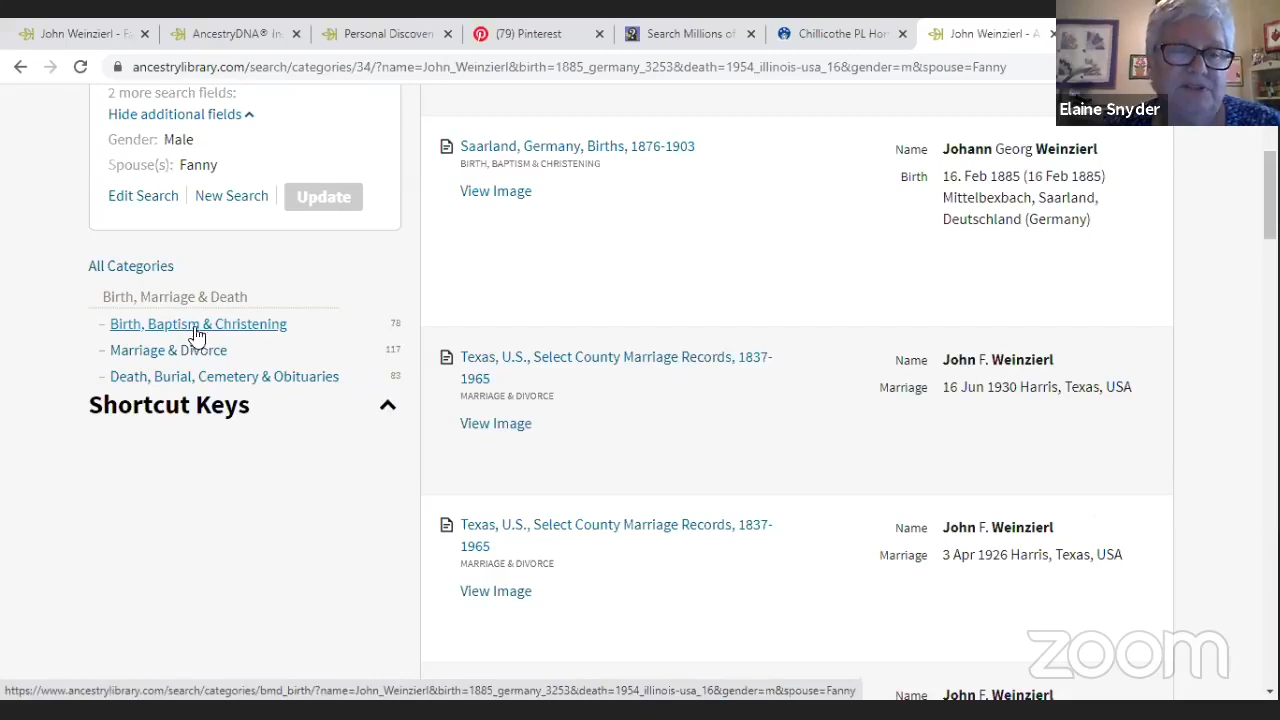 John Weinzierl - Fa
AncestryDNA® in
Personal Discover
(79) Pinterest
Search Millions of
Chillicothe PL Hom
John Weinzierl - A
ancestrylibrary.com/search/categories/34/?name=John_Weinzierl&birth=1885_germany_3253&death=1954_illinois-usa_16&gender=m&spouse=Fanny
Elaine Snyder
2 more search fields:
Hide additional fields
Gender: Male
Spouse(s): Fanny
Edit Search
New Search
Update
All Categories
Birth, Marriage & Death
– Birth, Baptism & Christening 78
– Marriage & Divorce 117
– Death, Burial, Cemetery & Obituaries 83
Shortcut Keys
Saarland, Germany, Births, 1876-1903
BIRTH, BAPTISM & CHRISTENING
View Image
Name Johann Georg Weinzierl
Birth 16. Feb 1885 (16 Feb 1885)
Mittelbexbach, Saarland,
Deutschland (Germany)
Texas, U.S., Select County Marriage Records, 1837-
1965
MARRIAGE & DIVORCE
View Image
Name John F. Weinzierl
Marriage 16 Jun 1930 Harris, Texas, USA
Texas, U.S., Select County Marriage Records, 1837-
1965
MARRIAGE & DIVORCE
View Image
Name John F. Weinzierl
Marriage 3 Apr 1926 Harris, Texas, USA
zoom
Name John F. Weinzierl
https://www.ancestrylibrary.com/search/categories/bmd_birth/?name=John_Weinzierl&birth=1885_germany_3253&death=1954_illinois-usa_16&gender=m&spouse=Fanny